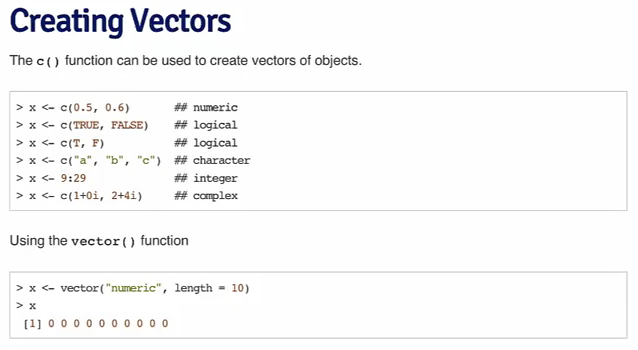 Creating Vectors
The c() function can be used to create vectors of objects.
> x <- c(0.5, 0.6)       ## numeric
> x <- c(TRUE, FALSE)    ## logical
> x <- c(T, F)           ## logical
> x <- c("a", "b", "c")  ## character
> x <- 9:29              ## integer
> x <- c(1+0i, 2+4i)     ## complex
Using the vector() function
> x <- vector("numeric", length = 10)
> x
[1] 0 0 0 0 0 0 0 0 0 0